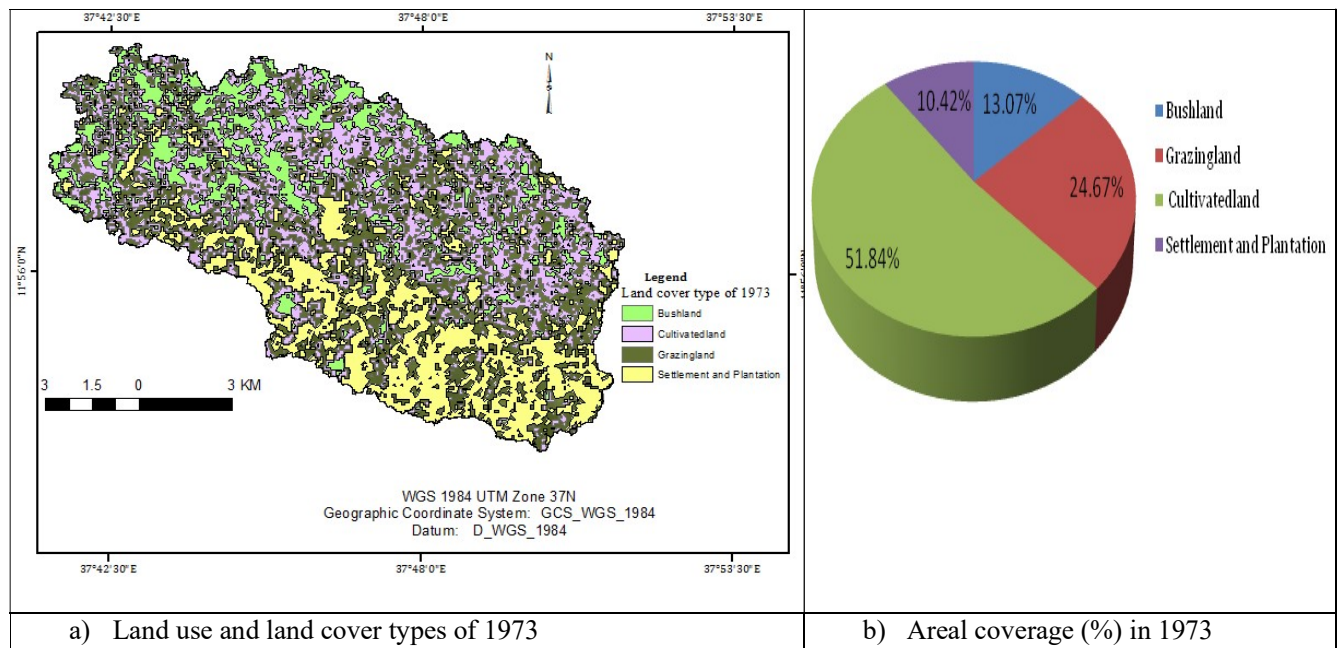 37°42'30"E 37°48'0"E 37°53'30"E
N
S
11°56'0"N
Legend
Land cover type of 1973
Bushland
Cultivatedland
Grazingland
Settlement and Plantation
3 1.5 0 3 KM
WGS 1984 UTM Zone 37N
Geographic Coordinate System: GCS_WGS_1984
Datum: D_WGS_1984
37°42'30"E 37°48'0"E 37°53'30"E
10.42% 13.07%
24.67%
51.84%
Bushland
Grazingland
Cultivatedland
Settlement and Plantation
a) Land use and land cover types of 1973
b) Areal coverage (%) in 1973